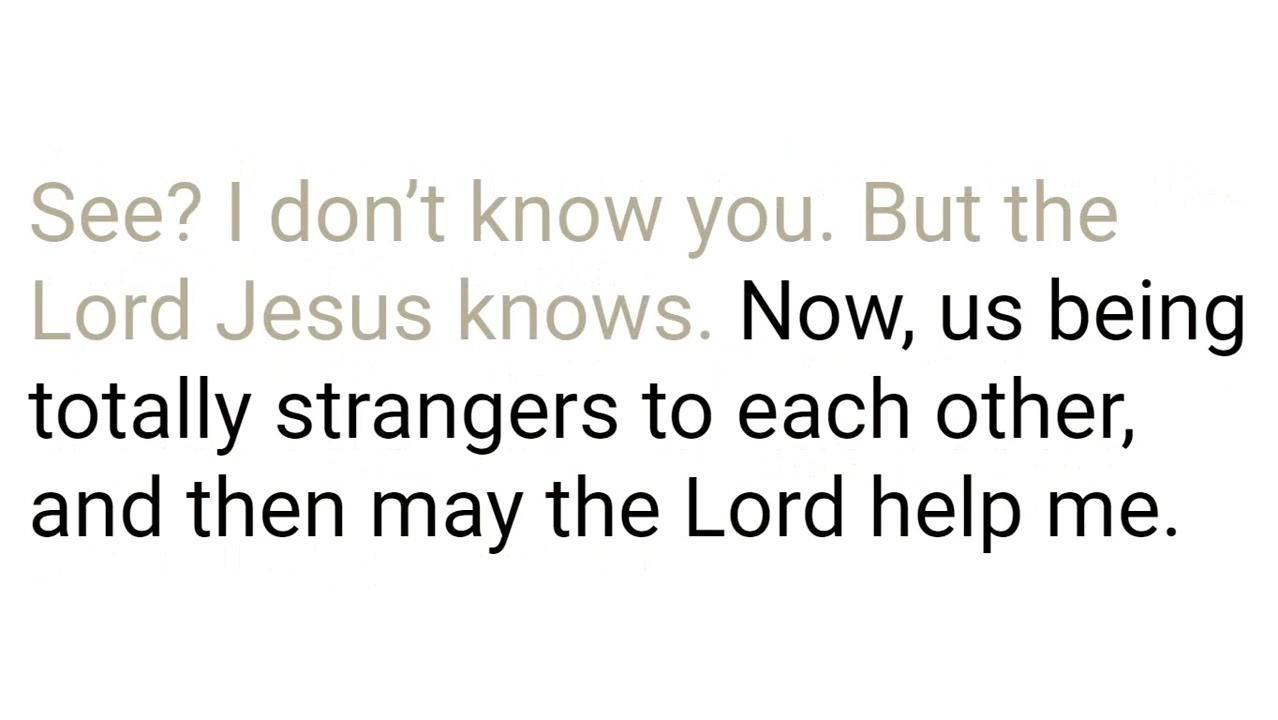 See? I don’t know you. But the
Lord Jesus knows. Now, us being
totally strangers to each other,
and then may the Lord help me.